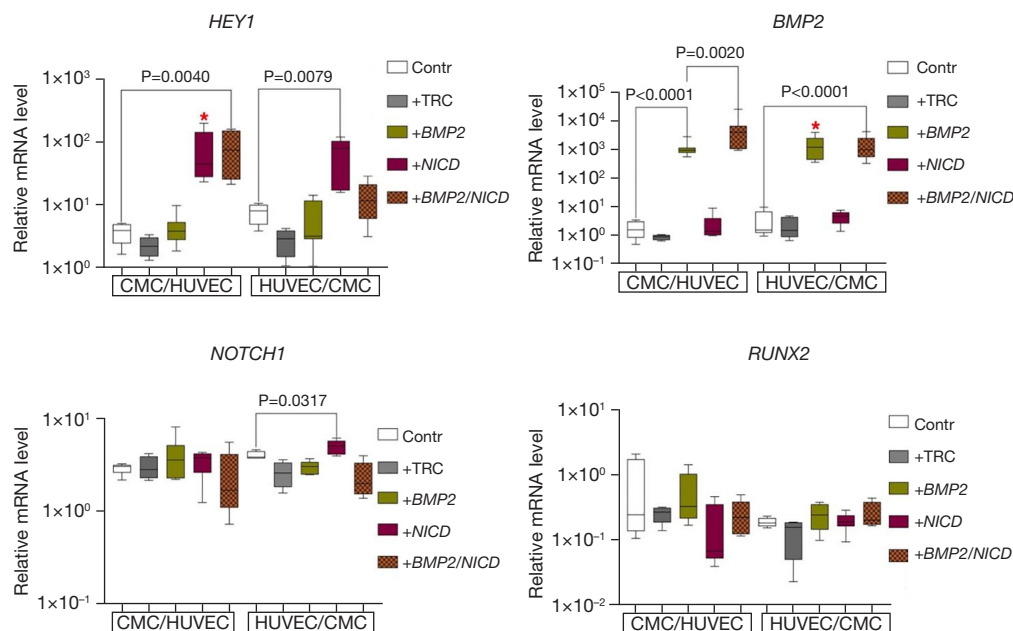 HEY1
P=0.0040
P=0.0079
Relative mRNA level
1×10³
1×10²
1×10¹
1×10⁰
CMC/HUVEC
HUVEC/CMC
Contr
+TRC
+BMP2
+NICD
+BMP2/NICD
BMP2
P=0.0020
P<0.0001
P<0.0001
Relative mRNA level
1×10⁵
1×10⁴
1×10³
1×10²
1×10¹
1×10⁰
1×10⁻¹
CMC/HUVEC
HUVEC/CMC
Contr
+TRC
+BMP2
+NICD
+BMP2/NICD
NOTCH1
P=0.0317
Relative mRNA level
1×10¹
1×10⁰
1×10⁻¹
CMC/HUVEC
HUVEC/CMC
Contr
+TRC
+BMP2
+NICD
+BMP2/NICD
RUNX2
Relative mRNA level
1×10¹
1×10⁰
1×10⁻¹
1×10⁻²
CMC/HUVEC
HUVEC/CMC
Contr
+TRC
+BMP2
+NICD
+BMP2/NICD